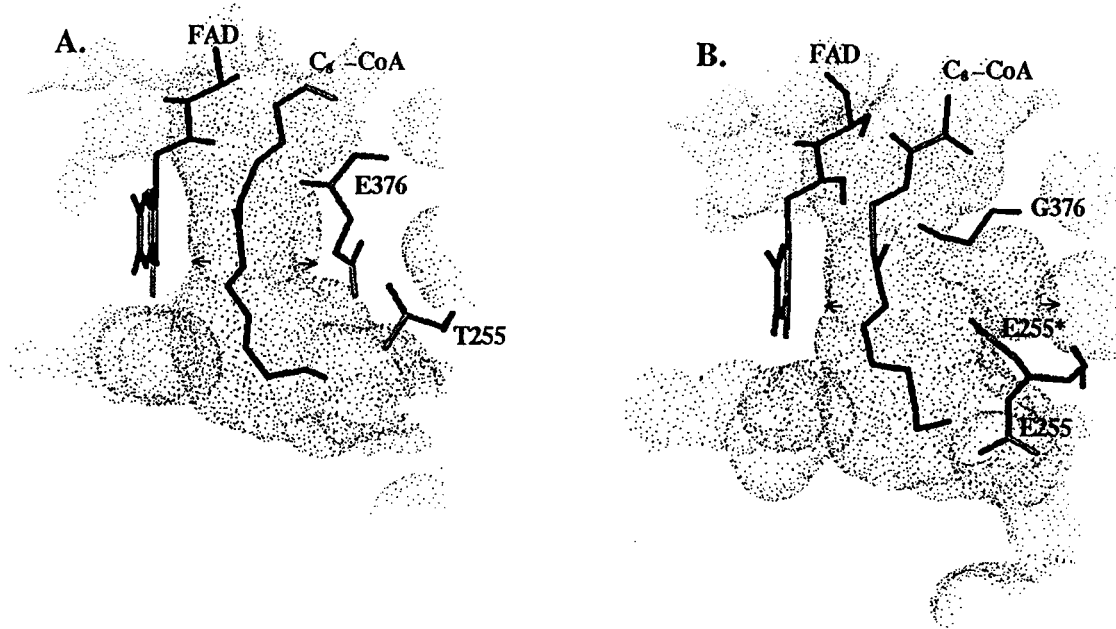 A.
FAD
C₈ –CoA
E376
T255
B.
FAD
C₈ –CoA
G376
E255*
E255